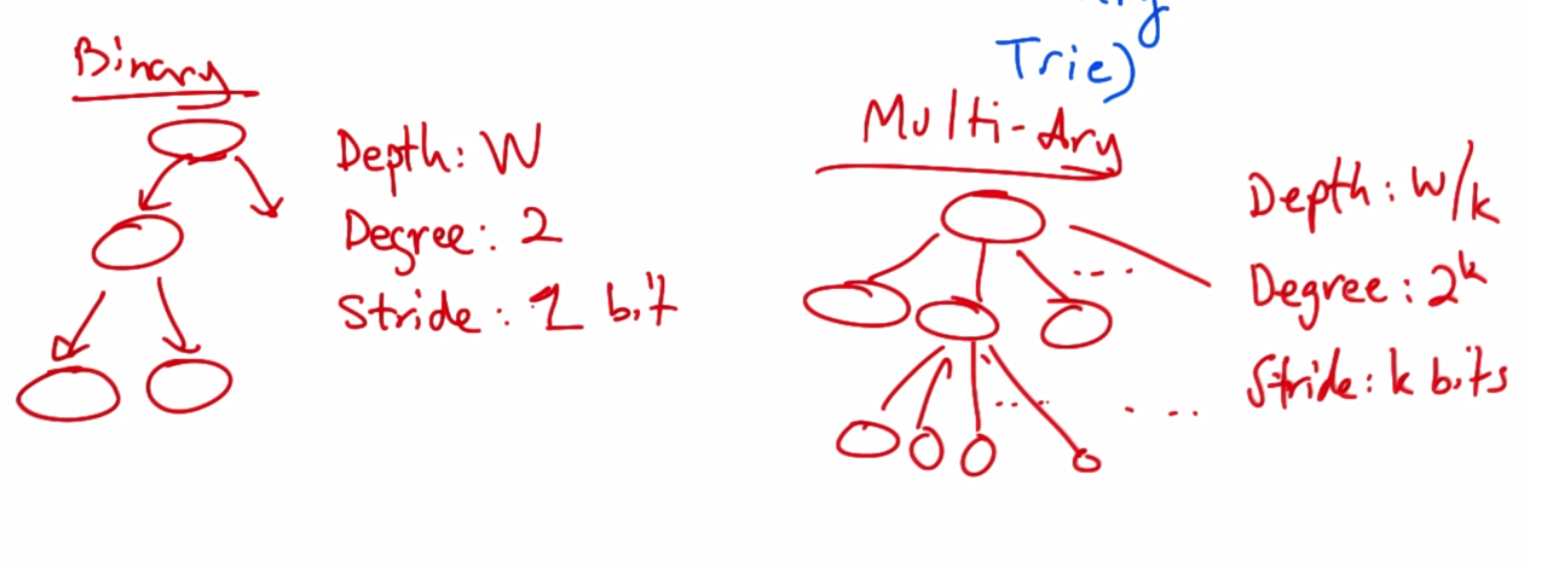 Binary
Depth: W
Degree: 2
Stride: 1 bit
Trie)
Multi-Ary
Depth: W/k
Degree: 2^k
Stride: k bits